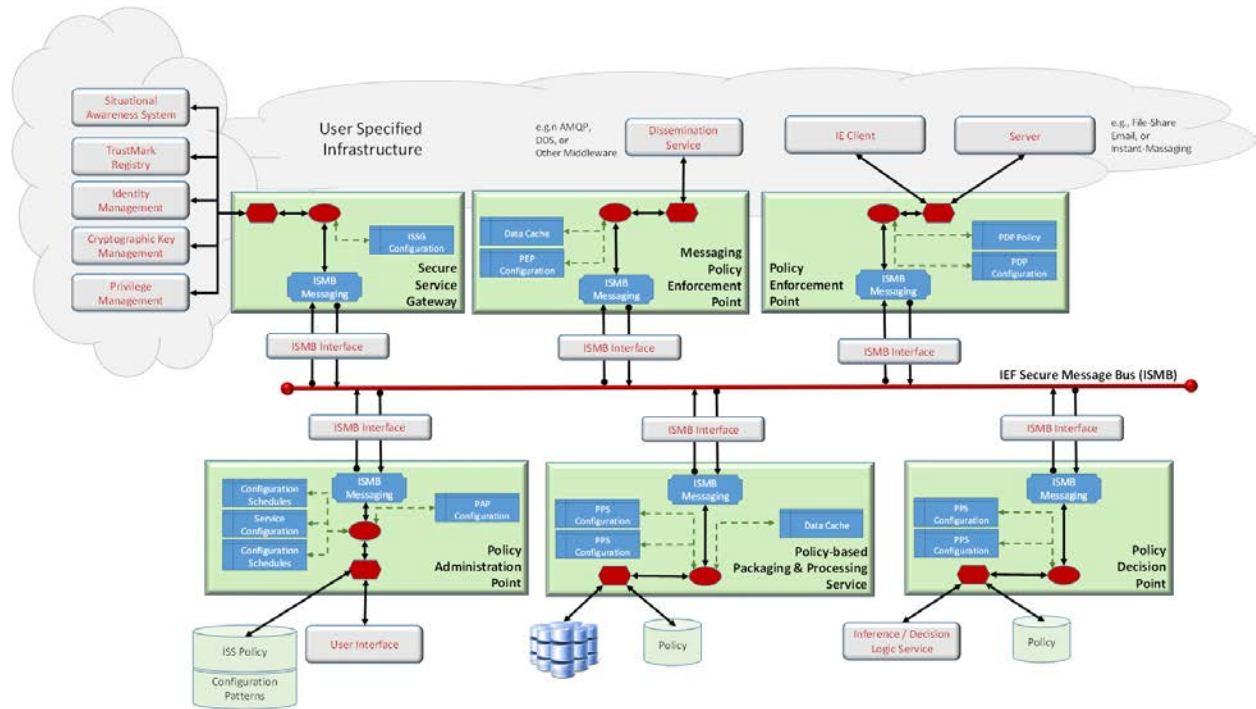 Situational
Awareness System
TrustMark
Registry
Identity
Management
Cryptographic Key
Management
Privilege
Management
User Specified
Infrastructure
e.g.n AMQP,
DDS, or
Other Middleware
Dissemination
Service
IE Client
Server
e.g., File-Share
Email, or
Instant-Massaging
ISSG
Configuration
ISMB
Messaging
Secure
Service
Gateway
Data Cache
PEP
Configuration
ISMB
Messaging
Messaging
Policy
Enforcement
Point
Policy
Enforcement
Point
PDP Policy
PDP
Configuration
ISMB
Messaging
ISMB Interface
ISMB Interface
ISMB Interface
IEF Secure Message Bus (ISMB)
ISMB Interface
ISMB Interface
ISMB Interface
ISMB
Messaging
Configuration
Schedules
Service
Configuration
Configuration
Schedules
PAP
Configuration
Policy
Administration
Point
ISMB
Messaging
PPS
Configuration
PPS
Configuration
Data Cache
Policy-based
Packaging & Processing
Service
ISMB
Messaging
PPS
Configuration
PPS
Configuration
Policy
Decision
Point
ISS Policy
Configuration
Patterns
User Interface
Policy
Inference / Decision
Logic Service
Policy